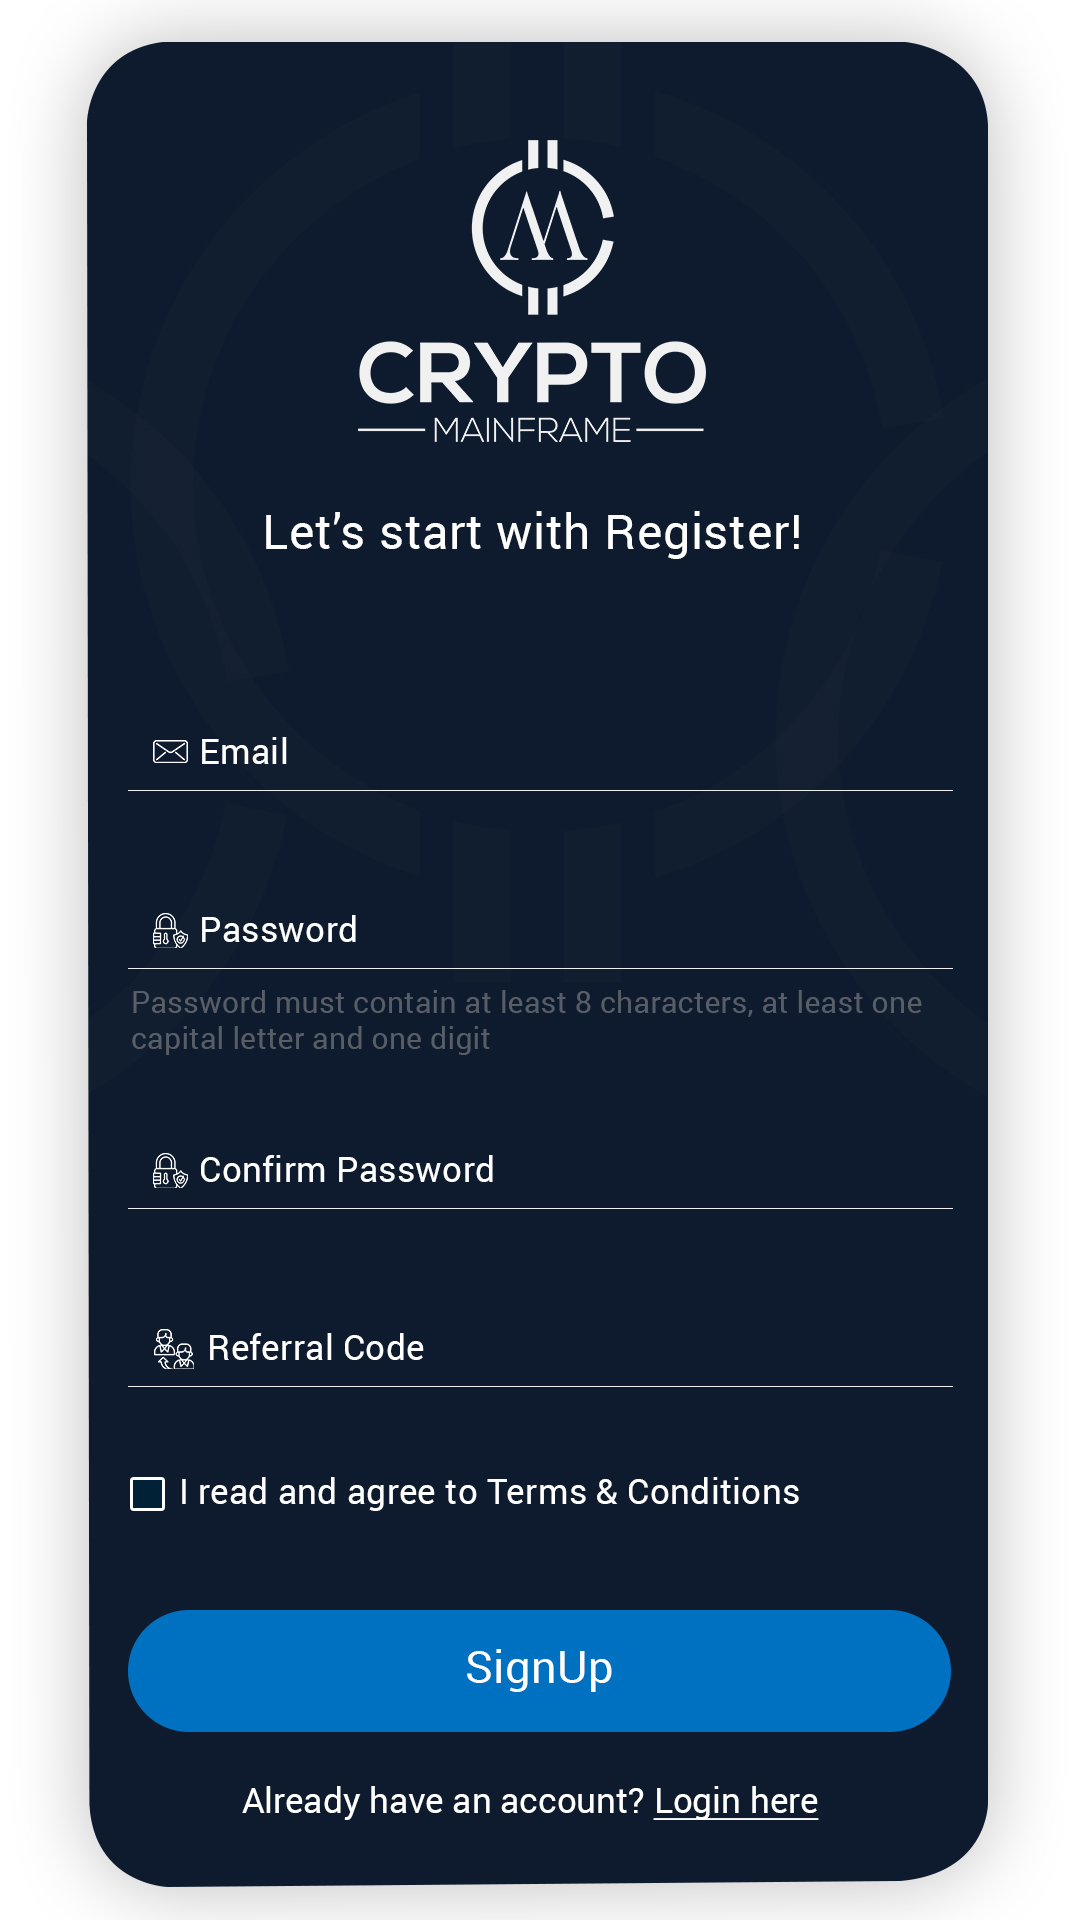 M
CRYPTO
MAINFRAME
Let’s start with Register!
Email
Password
Password must contain at least 8 characters, at least one
capital letter and one digit
Confirm Password
Referral Code
I read and agree to Terms & Conditions
SignUp
Already have an account? Login here